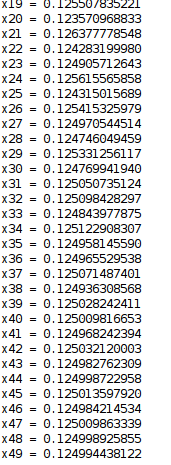 x19 = 0.125507835221
x20 = 0.123570968833
x21 = 0.126377778548
x22 = 0.124283199980
x23 = 0.124905712643
x24 = 0.125615565858
x25 = 0.124315015689
x26 = 0.125415325979
x27 = 0.124970544514
x28 = 0.124746049459
x29 = 0.125331256117
x30 = 0.124769941940
x31 = 0.125050735124
x32 = 0.125098428297
x33 = 0.124843977875
x34 = 0.125122908307
x35 = 0.124958145590
x36 = 0.124965529538
x37 = 0.125071487401
x38 = 0.124936308568
x39 = 0.125028242411
x40 = 0.125009816653
x41 = 0.124968242394
x42 = 0.125032120003
x43 = 0.124982762309
x44 = 0.124998722958
x45 = 0.125013597920
x46 = 0.124984214534
x47 = 0.125009863339
x48 = 0.124998925855
x49 = 0.124994438122